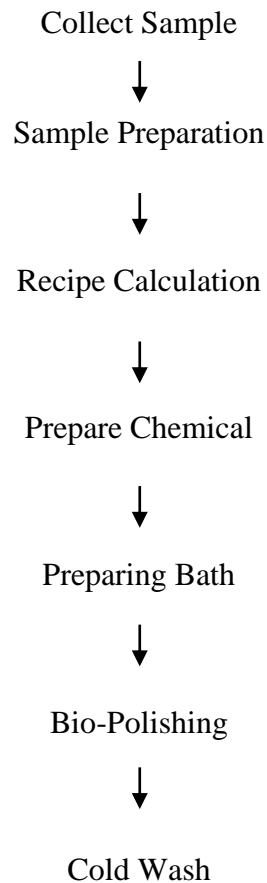 Collect Sample
Sample Preparation
Recipe Calculation
Prepare Chemical
Preparing Bath
Bio-Polishing
Cold Wash